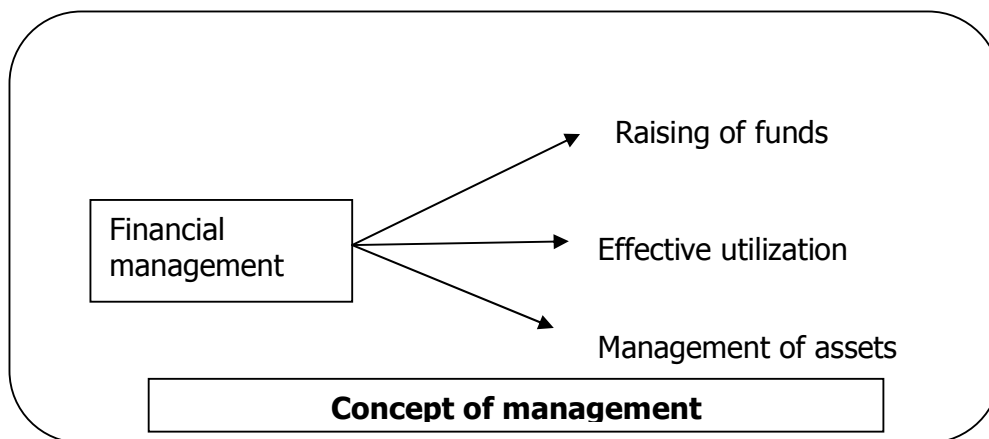 Raising of funds
Financial
management
Effective utilization
Management of assets
Concept of management